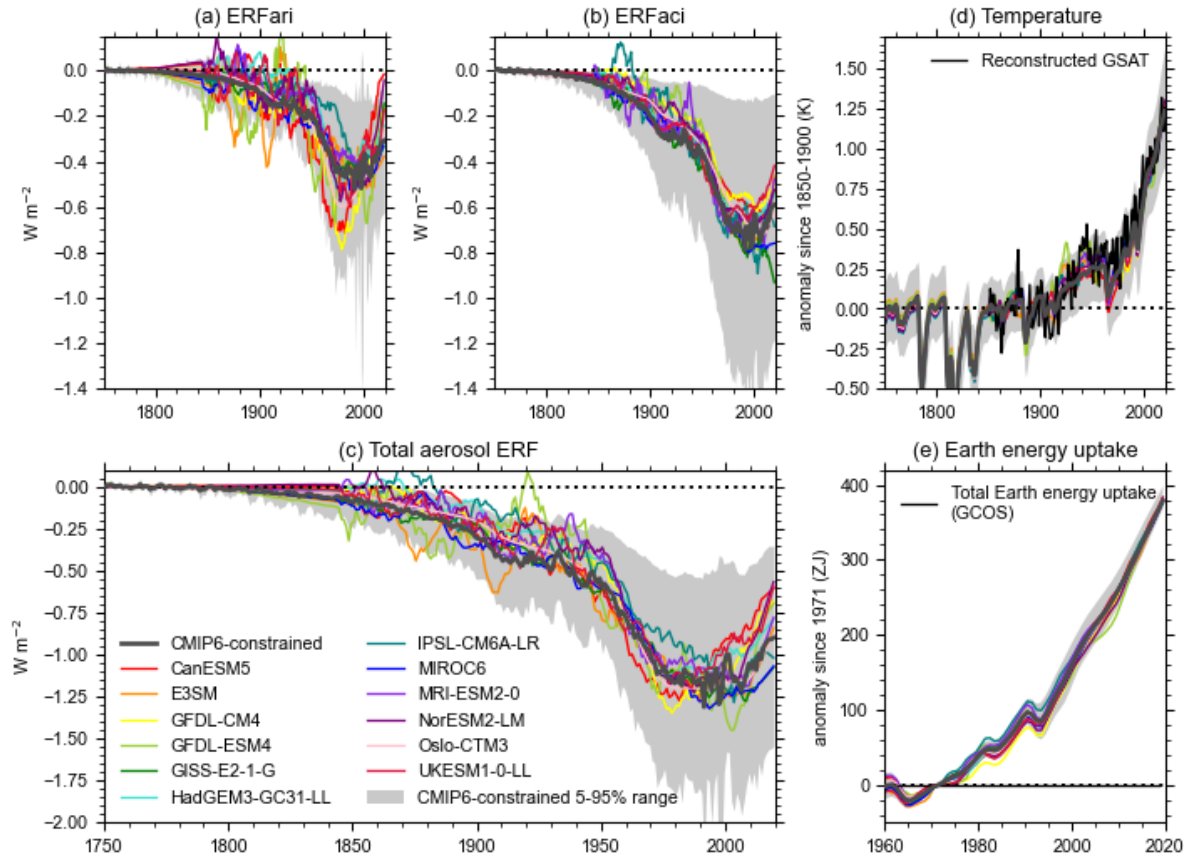 (a) ERFari
(b) ERFaci
(d) Temperature
0.0
−0.2
−0.4
−0.6
−0.8
−1.0
−1.2
−1.4
W m−2
1800
1900
2000
0.0
−0.2
−0.4
−0.6
−0.8
−1.0
−1.2
−1.4
W m−2
1800
1900
2000
Reconstructed GSAT
1.50
1.25
1.00
0.75
0.50
0.25
0.00
−0.25
−0.50
anomaly since 1850-1900 (K)
1800
1900
2000
(c) Total aerosol ERF
0.00
−0.25
−0.50
−0.75
−1.00
−1.25
−1.50
−1.75
−2.00
W m−2
CMIP6-constrained
CanESM5
E3SM
GFDL-CM4
GFDL-ESM4
GISS-E2-1-G
HadGEM3-GC31-LL
IPSL-CM6A-LR
MIROC6
MRI-ESM2-0
NorESM2-LM
Oslo-CTM3
UKESM1-0-LL
CMIP6-constrained 5-95% range
1750
1800
1850
1900
1950
2000
(e) Earth energy uptake
Total Earth energy uptake
(GCOS)
400
300
200
100
0
anomaly since 1971 (ZJ)
1960
1980
2000
2020